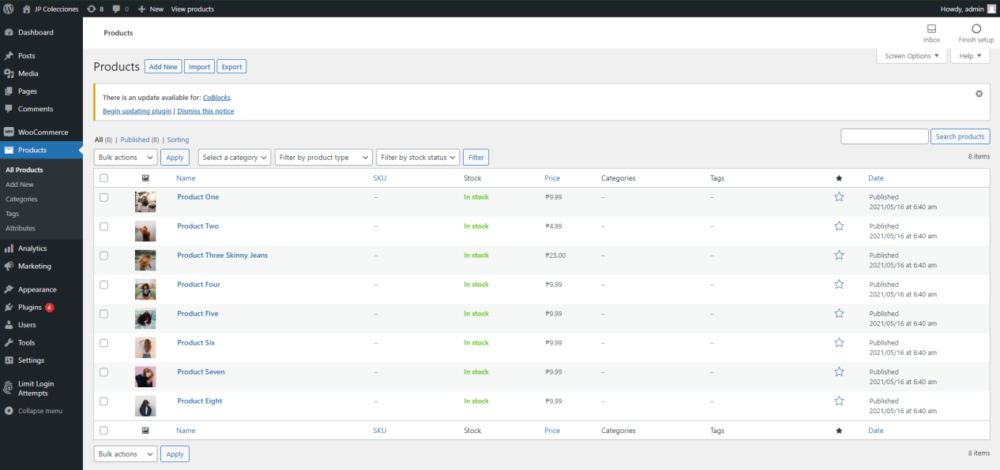 JP Colecciones 8 0 New View products Howdy, admin
Dashboard
Posts
Media
Pages
Comments
WooCommerce
Products
All Products
Add New
Categories
Tags
Attributes
Analytics
Marketing
Appearance
Plugins 4
Users
Tools
Settings
Limit Login
Attempts
Collapse menu
Products
Inbox Finish setup
Screen Options ▼ Help ▼
Products Add New Import Export
There is an update available for: CoBlocks.
Begin updating plugin | Dismiss this notice
All (8) | Published (8) | Sorting
Search products
Bulk actions Apply Select a category Filter by product type Filter by stock status Filter
8 items
Name SKU Stock Price Categories Tags Date
Product One – In stock ₱9.99 – – Published
2021/05/16 at 6:40 am
Product Two – In stock ₱4.99 – – Published
2021/05/16 at 6:40 am
Product Three Skinny Jeans – In stock ₱25.00 – – Published
2021/05/16 at 6:40 am
Product Four – In stock ₱9.99 – – Published
2021/05/16 at 6:40 am
Product Five – In stock ₱9.99 – – Published
2021/05/16 at 6:40 am
Product Six – In stock ₱9.99 – – Published
2021/05/16 at 6:40 am
Product Seven – In stock ₱9.99 – – Published
2021/05/16 at 6:40 am
Product Eight – In stock ₱9.99 – – Published
2021/05/16 at 6:40 am
Name SKU Stock Price Categories Tags Date
Bulk actions Apply
8 items